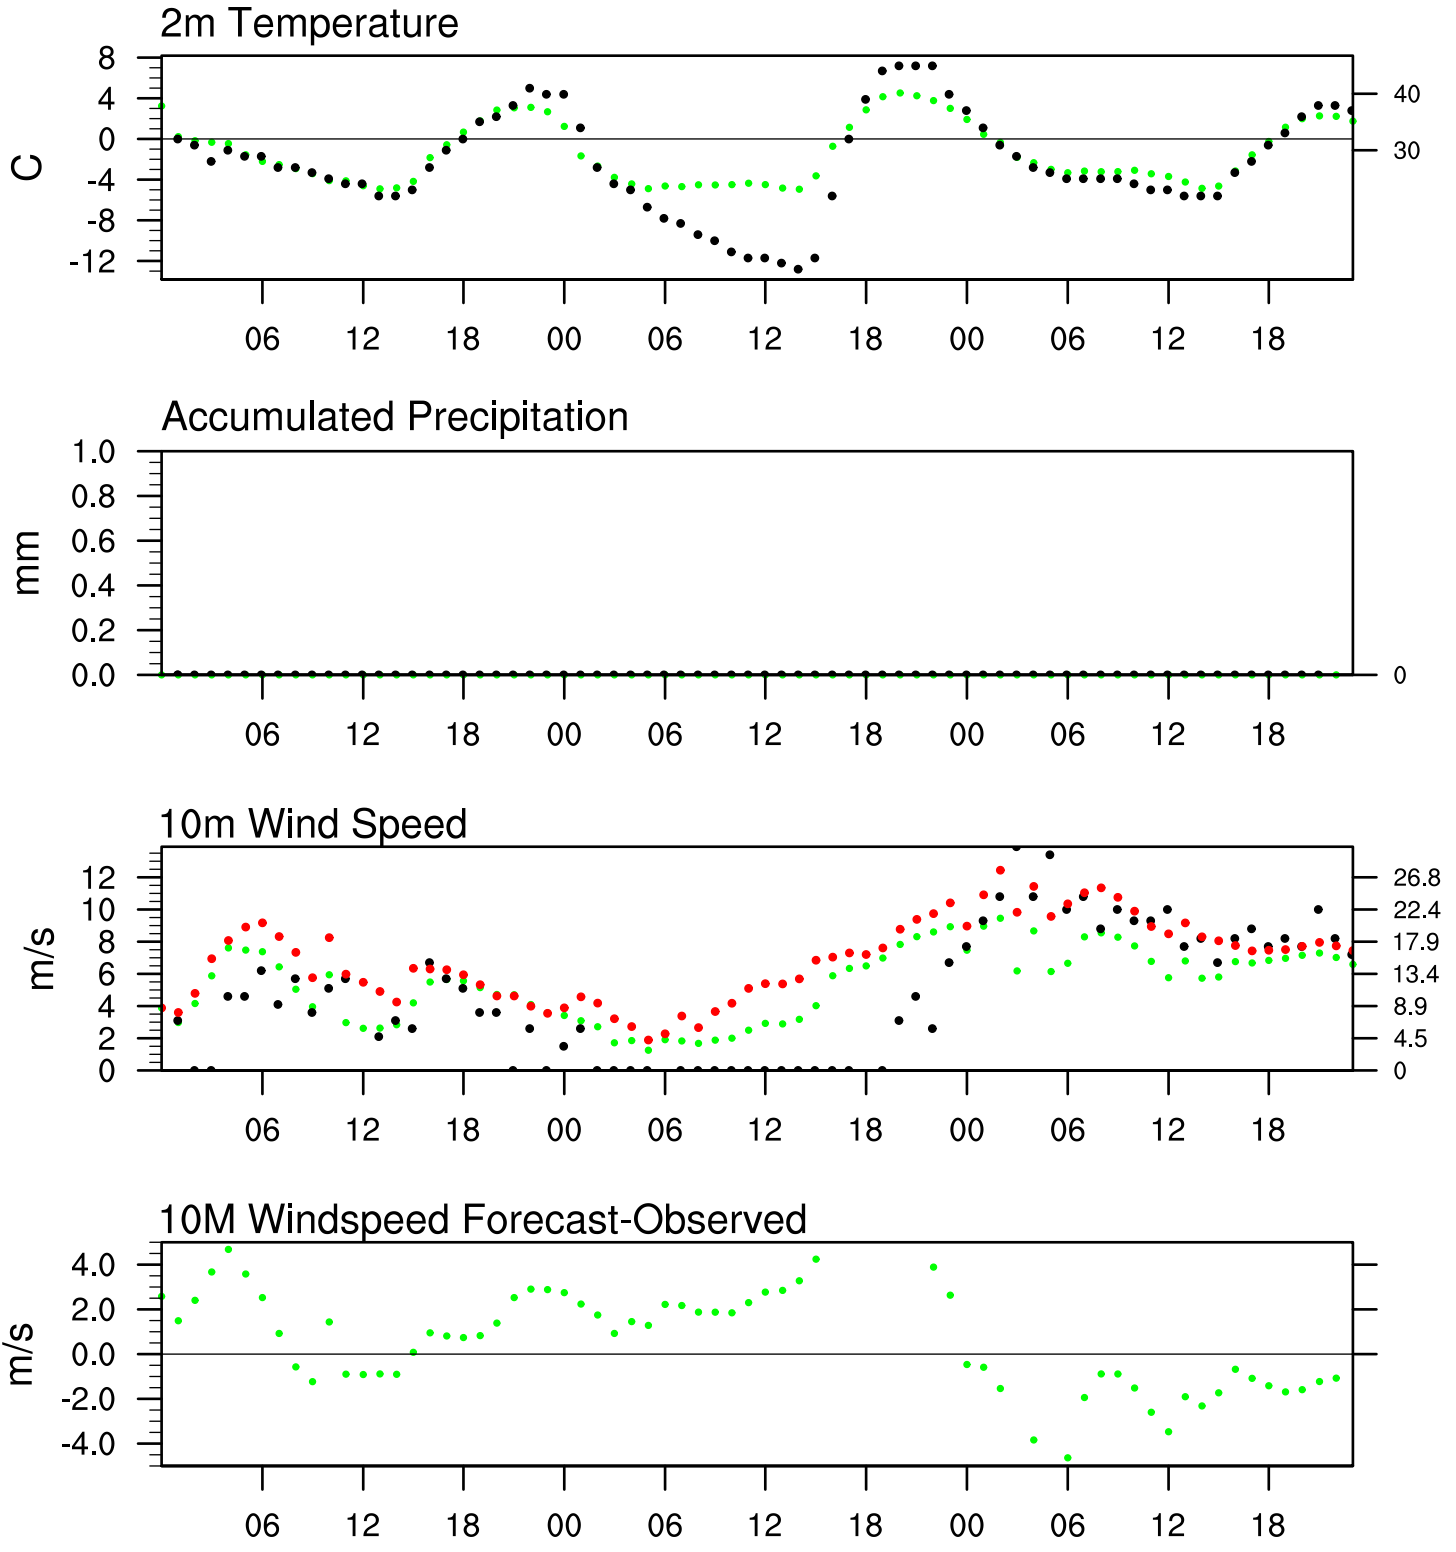 2m Temperature
8
4 40
0 30
-4
-8
-12
C
06 12 18 00 06 12 18 00 06 12 18
Accumulated Precipitation
1.0
0.8
0.6
0.4
0.2
0.0 0
mm
06 12 18 00 06 12 18 00 06 12 18
10m Wind Speed
12 26.8
10 22.4
8 17.9
6 13.4
4 8.9
2 4.5
0 0
m/s
06 12 18 00 06 12 18 00 06 12 18
10M Windspeed Forecast-Observed
4.0
2.0
0.0
-2.0
-4.0
m/s
06 12 18 00 06 12 18 00 06 12 18